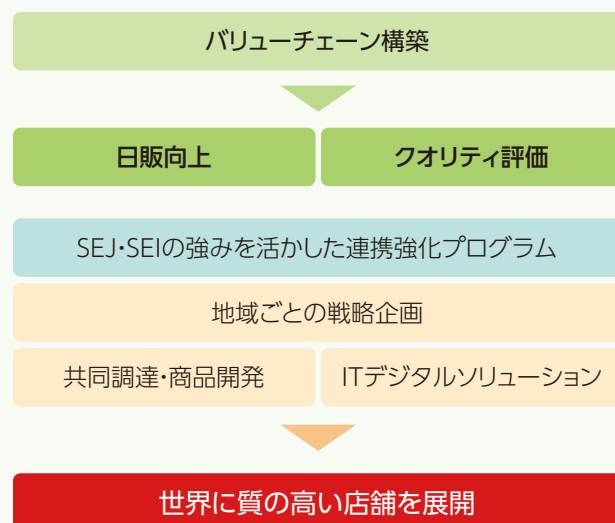 バリューチェーン構築
日販向上
クオリティ評価
SEJ･SEIの強みを活かした連携強化プログラム
地域ごとの戦略企画
共同調達･商品開発
ITデジタルソリューション
世界に質の高い店舗を展開